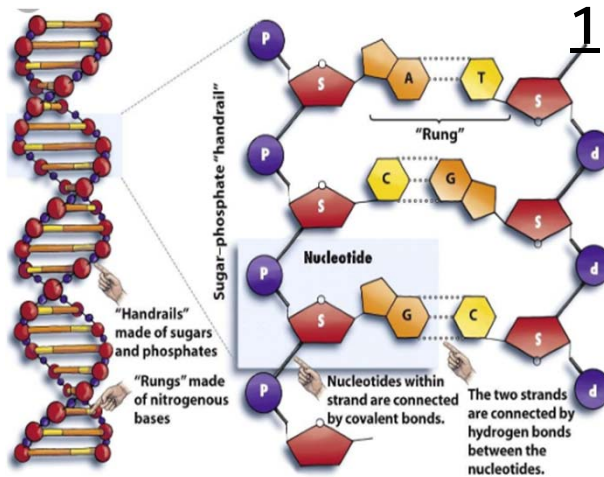 1
P
A
T
S
S
"Rung"
Sugar-phosphate "handrail"
P
C
G
P
S
S
Nucleotide
P
P
G
C
S
S
"Handrails"
made of sugars
and phosphates
"Rungs" made
of nitrogenous
bases
P
P
Nucleotides within
strand are connected
by covalent bonds.
The two strands
are connected by
hydrogen bonds
between the
nucleotides.